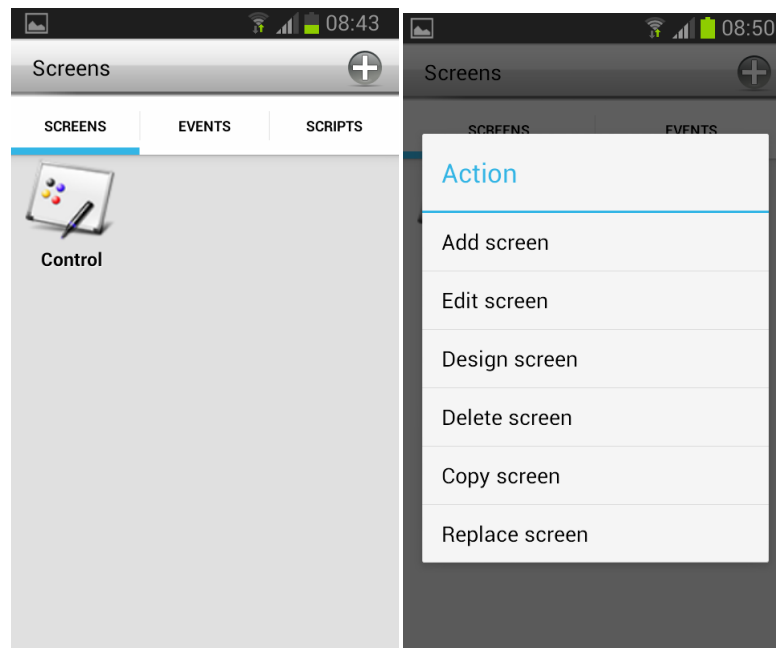 08:43
Screens
SCREENS EVENTS SCRIPTS
Control
08:50
Screens
SCREENS EVENTS
Action
Add screen
Edit screen
Design screen
Delete screen
Copy screen
Replace screen